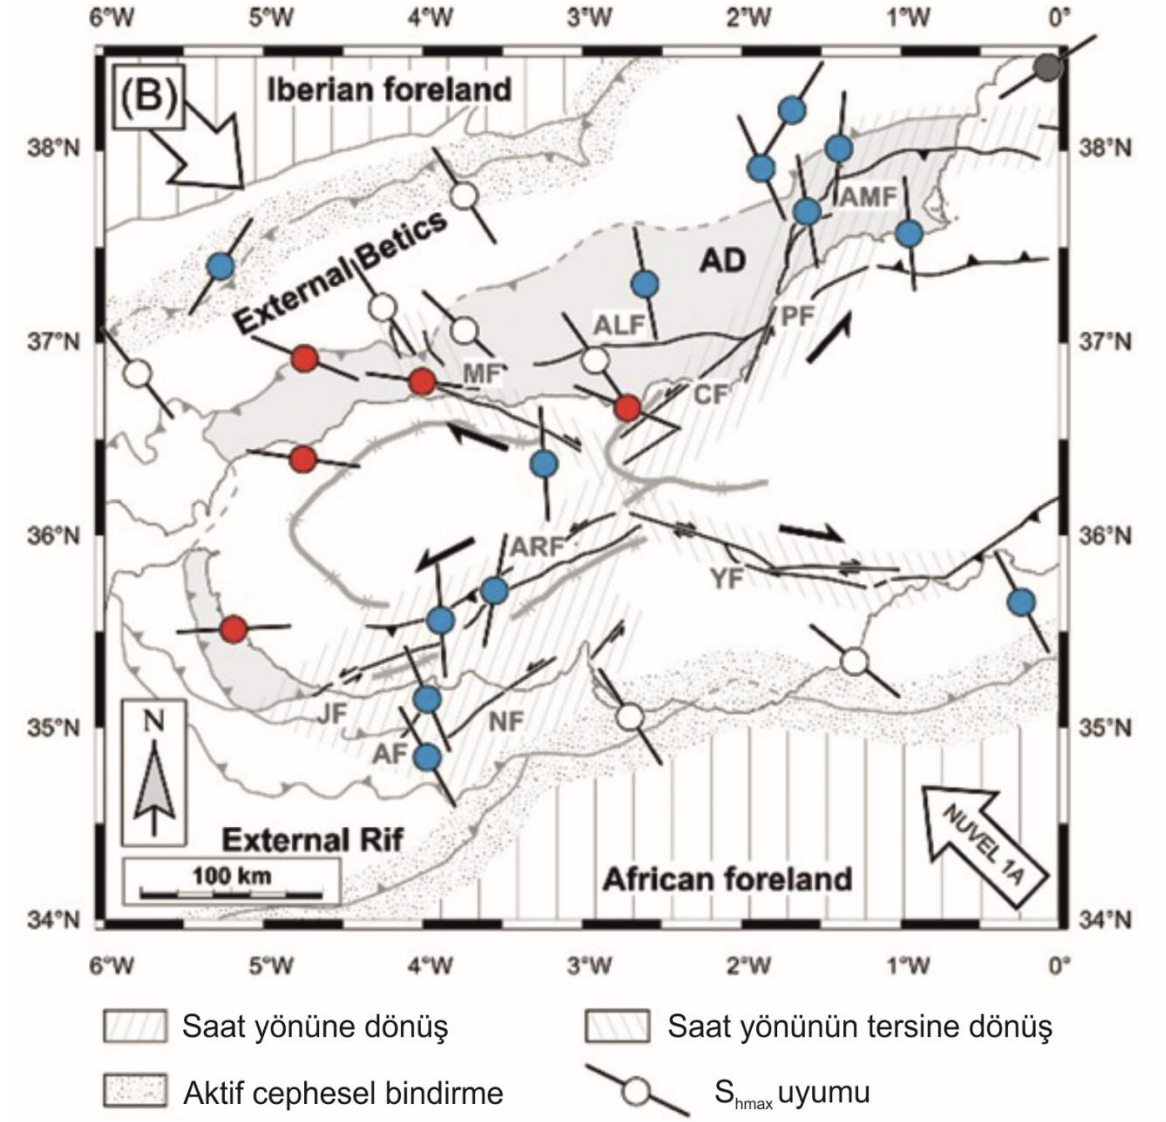 6°W 5°W 4°W 3°W 2°W 1°W 0°
(B)
Iberian foreland
38°N 38°N
AMF
External Betics
AD
37°N 37°N
ALF PF
MF
CF
36°N 36°N
ARF
YF
JF NF
35°N 35°N
AF
N
NUVEL 1A
External Rif
100 km
African foreland
34°N 34°N
6°W 5°W 4°W 3°W 2°W 1°W 0°
Saat yönüne dönüş Saat yönünün tersine dönüş
Aktif cephesel bindirme Shmax uyumu